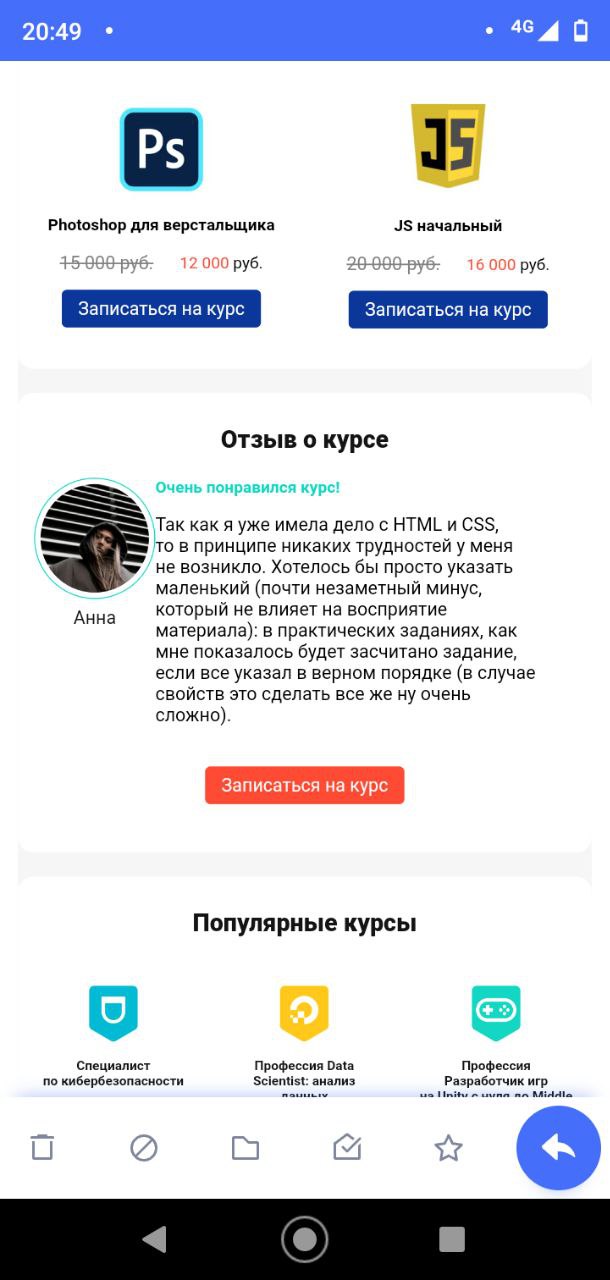 20:49
4G
Ps
JS
Photoshop для верстальщика
JS начальный
15 000 руб. 12 000 руб.
20 000 руб. 16 000 руб.
Записаться на курс
Записаться на курс
Отзыв о курсе
Очень понравился курс!
Так как я уже имела дело с HTML и CSS,
то в принципе никаких трудностей у меня
не возникло. Хотелось бы просто указать
маленький (почти незаметный минус,
который не влияет на восприятие
материала): в практических заданиях, как
мне показалось будет засчитано задание,
если все указал в верном порядке (в случае
свойств это сделать все же ну очень
сложно).
Анна
Записаться на курс
Популярные курсы
Специалист
по кибербезопасности
Профессия Data
Scientist: анализ
данных
Профессия
Разработчик игр
на Unity с нуля до Middle